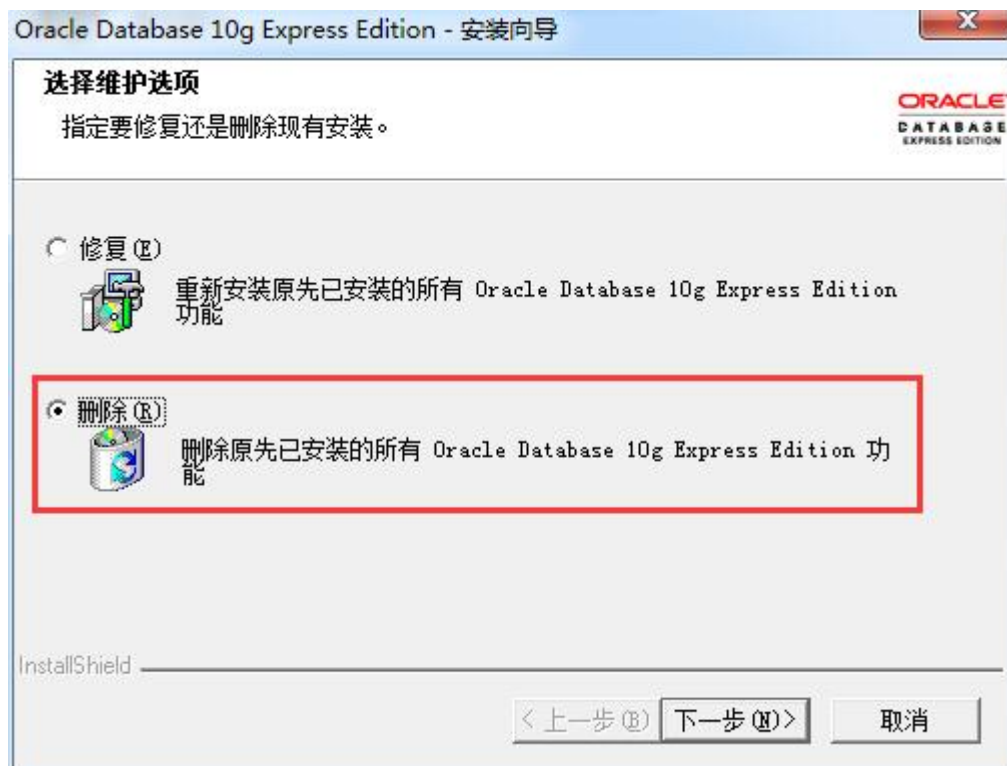 Oracle Database 10g Express Edition - 安装向导
X
选择维护选项
指定要修复还是删除现有安装。
ORACLE
DATABASE
EXPRESS EDITION
修复(E)
重新安装原先已安装的所有 Oracle Database 10g Express Edition
功能
删除(R)
删除原先已安装的所有 Oracle Database 10g Express Edition 功
能
InstallShield
<上一步(B)
下一步(N)>
取消